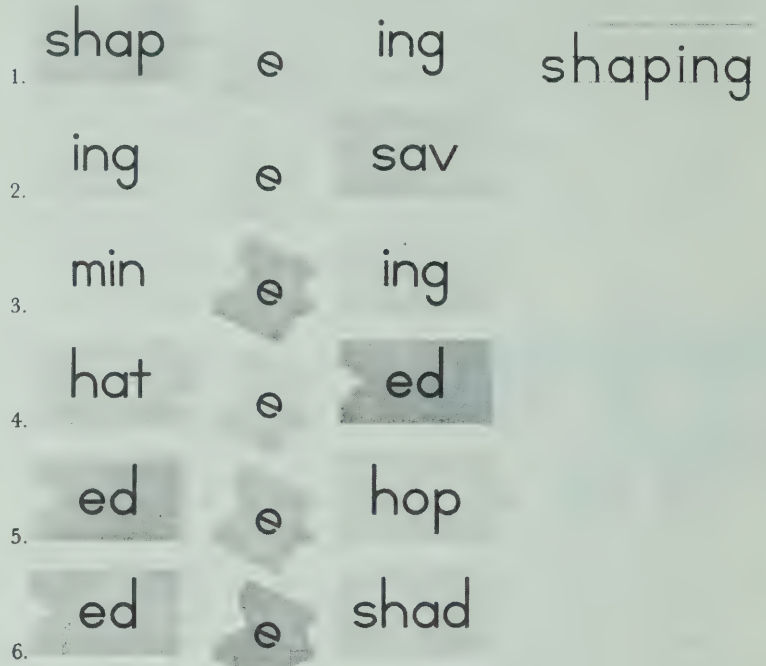 1. shap e ing shaping
2. ing e sav
3. min e ing
4. hat e ed
5. ed e hop
6. ed e shad